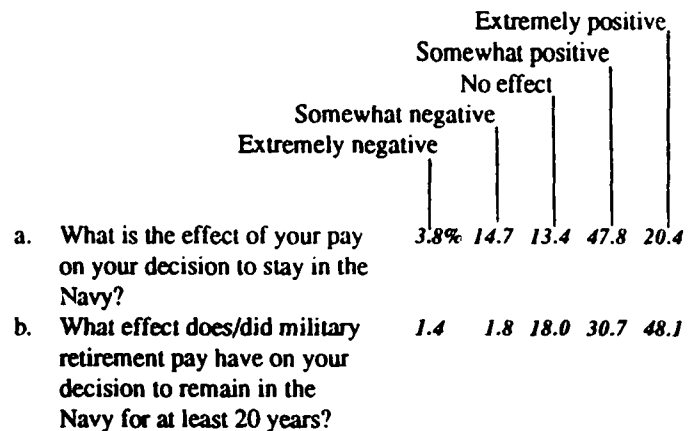 Extremely positive
Somewhat positive
No effect
Somewhat negative
Extremely negative
a. What is the effect of your pay 3.8% 14.7 13.4 47.8 20.4
on your decision to stay in the
Navy?
b. What effect does/did military 1.4 1.8 18.0 30.7 48.1
retirement pay have on your
decision to remain in the
Navy for at least 20 years?